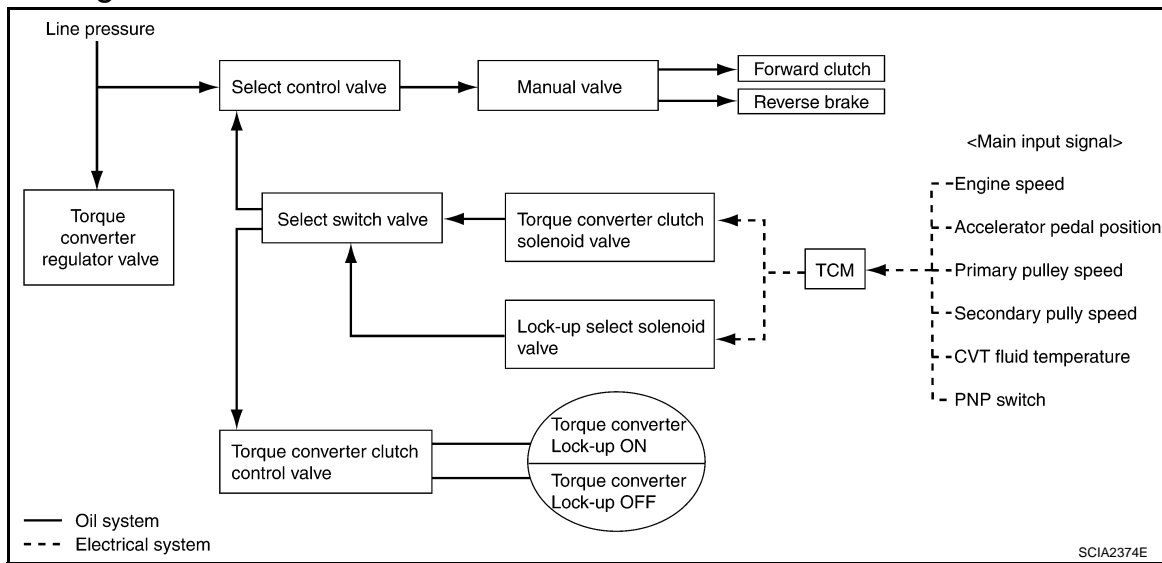 Line pressure
Select control valve
Manual valve
Forward clutch
Reverse brake
<Main input signal>
Torque
converter
regulator valve
Select switch valve
Torque converter clutch
solenoid valve
Lock-up select solenoid
valve
TCM
Engine speed
Accelerator pedal position
Primary pulley speed
Secondary pully speed
CVT fluid temperature
PNP switch
Torque converter clutch
control valve
Torque converter
Lock-up ON
Torque converter
Lock-up OFF
Oil system
Electrical system
SCIA2374E